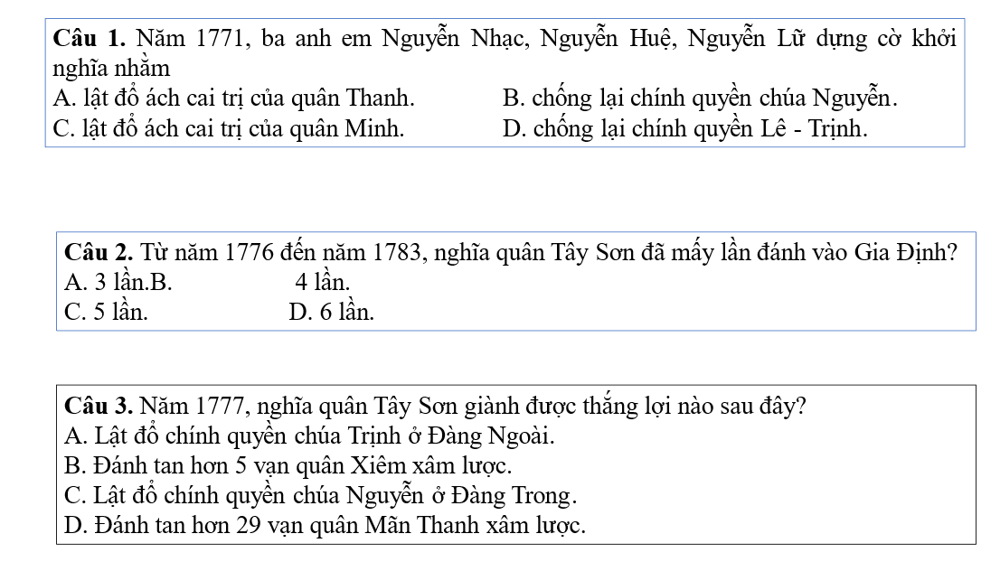 Câu 1. Năm 1771, ba anh em Nguyễn Nhạc, Nguyễn Huệ, Nguyễn Lữ dựng cờ khởi
nghĩa nhằm
A. lật đổ ách cai trị của quân Thanh. B. chống lại chính quyền chúa Nguyễn.
C. lật đổ ách cai trị của quân Minh. D. chống lại chính quyền Lê - Trịnh.
Câu 2. Từ năm 1776 đến năm 1783, nghĩa quân Tây Sơn đã mấy lần đánh vào Gia Định?
A. 3 lần.B. 4 lần.
C. 5 lần. D. 6 lần.
Câu 3. Năm 1777, nghĩa quân Tây Sơn giành được thắng lợi nào sau đây?
A. Lật đổ chính quyền chúa Trịnh ở Đàng Ngoài.
B. Đánh tan hơn 5 vạn quân Xiêm xâm lược.
C. Lật đổ chính quyền chúa Nguyễn ở Đàng Trong.
D. Đánh tan hơn 29 vạn quân Mãn Thanh xâm lược.